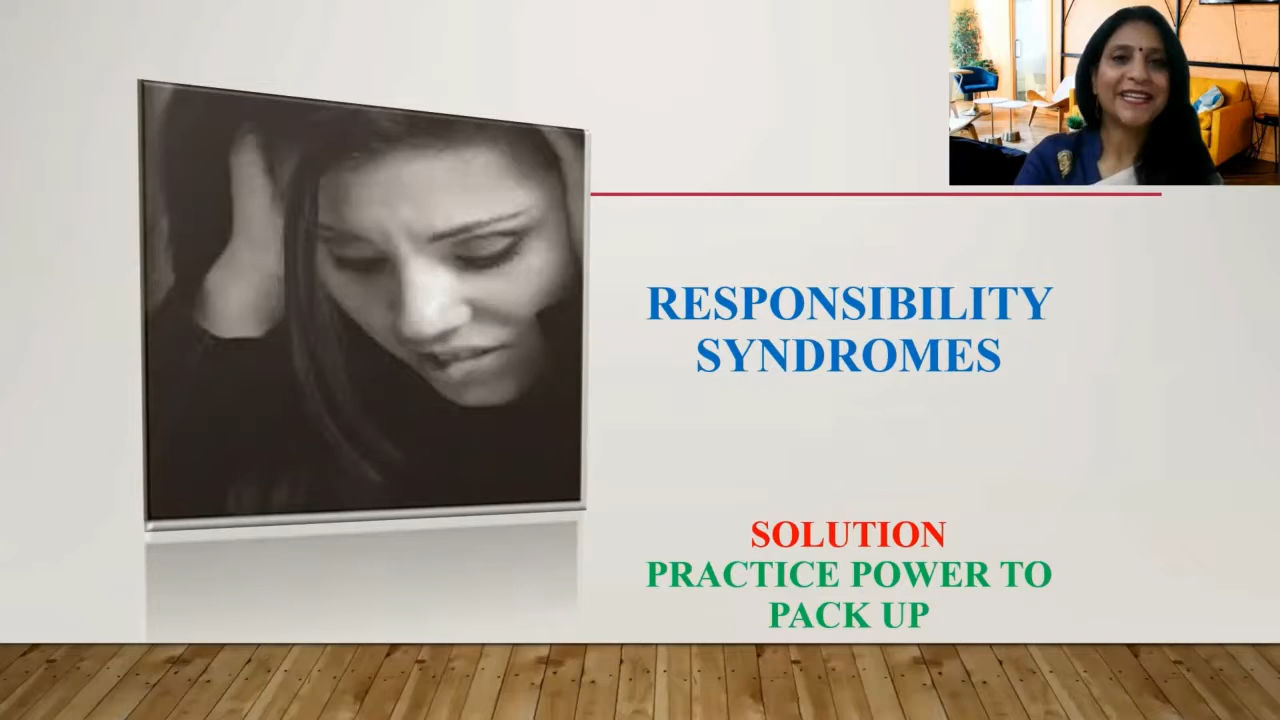 RESPONSIBILITY
SYNDROMES
SOLUTION
PRACTICE POWER TO
PACK UP